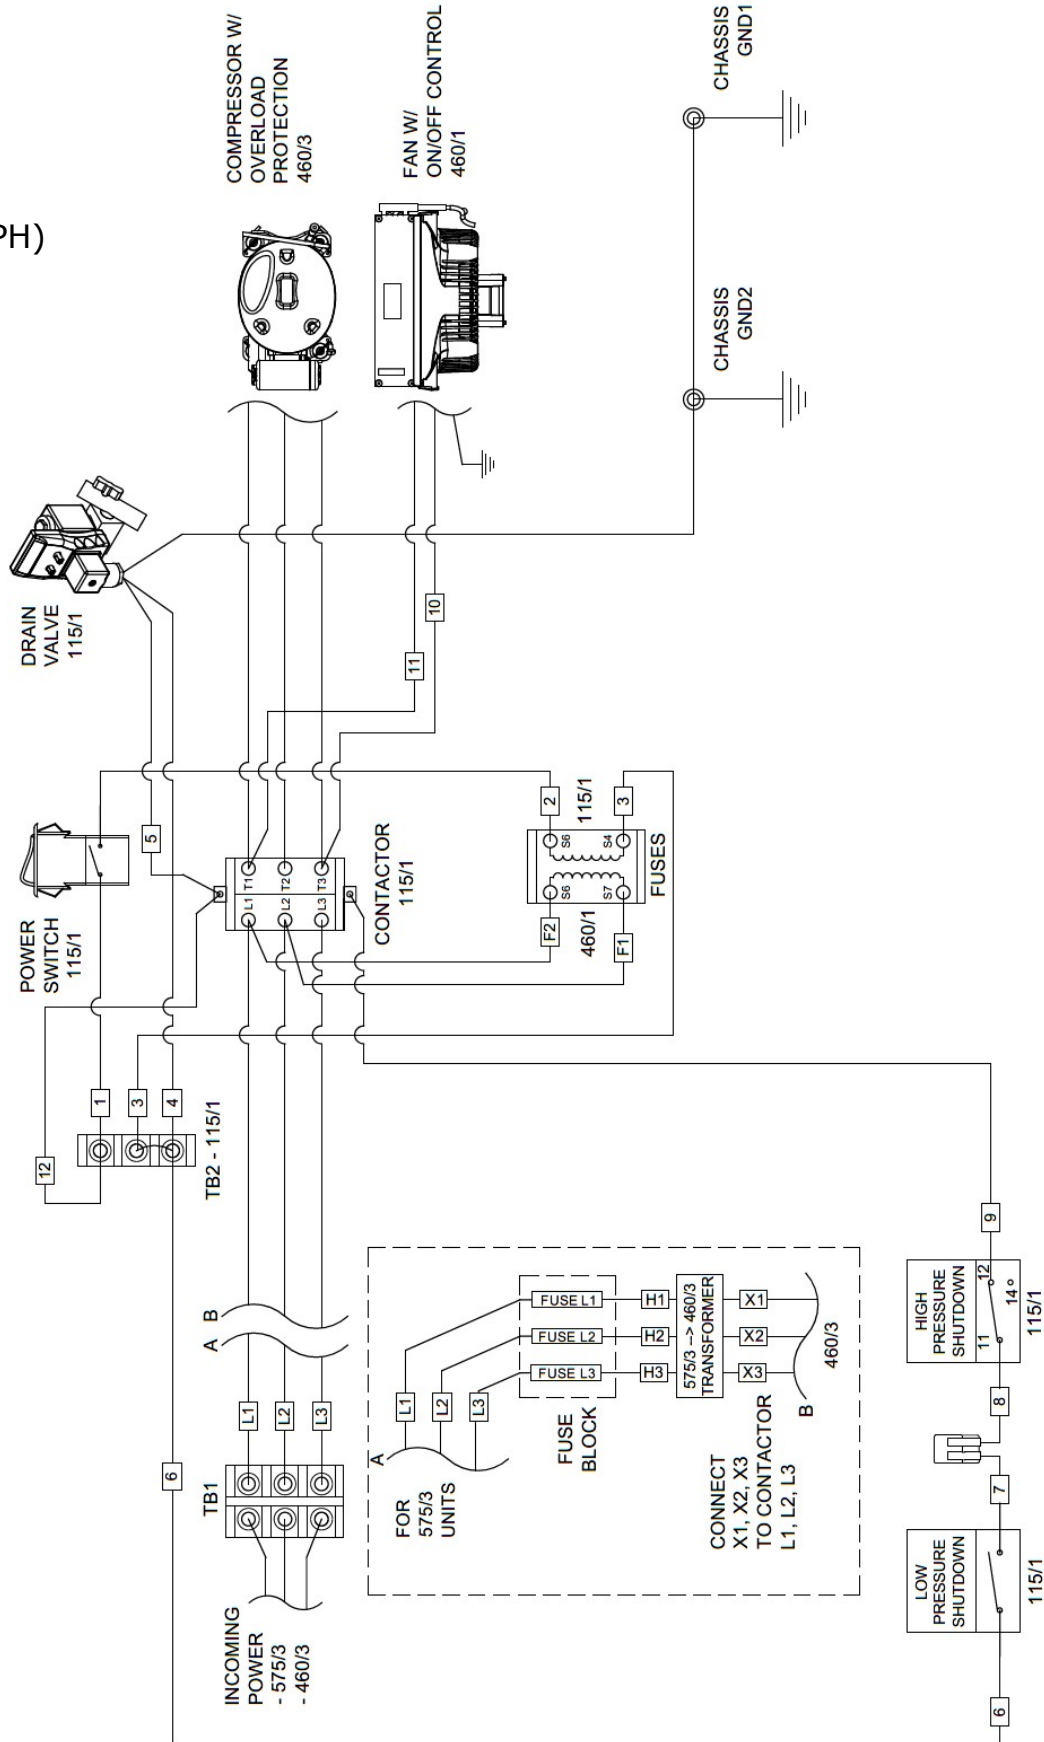 PH)
COMPRESSOR W/
OVERLOAD
PROTECTION
460/3
FAN W/
ON/OFF CONTROL
460/1
CHASSIS
GND1
CHASSIS
GND2
DRAIN
VALVE
115/1
10
11
POWER
SWITCH
115/1
5
L1
T1
L2
T2
L3
T3
CONTACTOR
115/1
2
115/1
3
S6
S4
S6
S7
FUSES
F2
460/1
F1
12
1
3
4
TB2 - 115/1
6
A
B
L1
L2
L3
TB1
INCOMING
POWER
- 575/3
- 460/3
FOR
575/3
UNITS
A
L1
L2
L3
FUSE L1
FUSE L2
FUSE L3
FUSE
BLOCK
H1
H2
H3
575/3 --> 460/3
TRANSFORMER
X1
X2
X3
460/3
B
CONNECT
X1, X2, X3
TO CONTACTOR
L1, L2, L3
9
HIGH
PRESSURE
SHUTDOWN
11
12
14
115/1
8
7
LOW
PRESSURE
SHUTDOWN
115/1
6